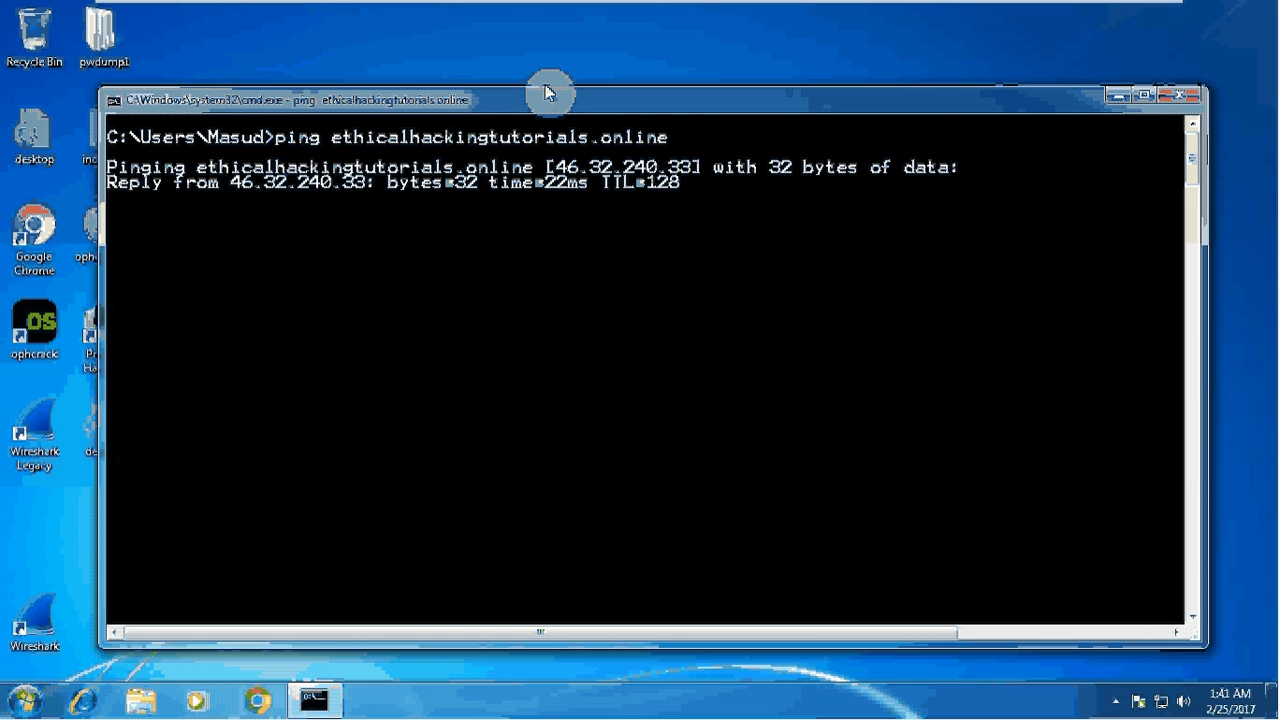 Recycle Bin
pwdump1
C:\Windows\system32\cmd.exe - ping ethicalhackingtutorials.online
C:\Users\Masud>ping ethicalhackingtutorials.online
Pinging ethicalhackingtutorials.online [46.32.240.33] with 32 bytes of data:
Reply from 46.32.240.33: bytes=32 time=22ms TTL=128
desktop
Google
Chrome
OS
ophcrack
Wireshark
Legacy
Wireshark
1:41 AM
2/25/2017